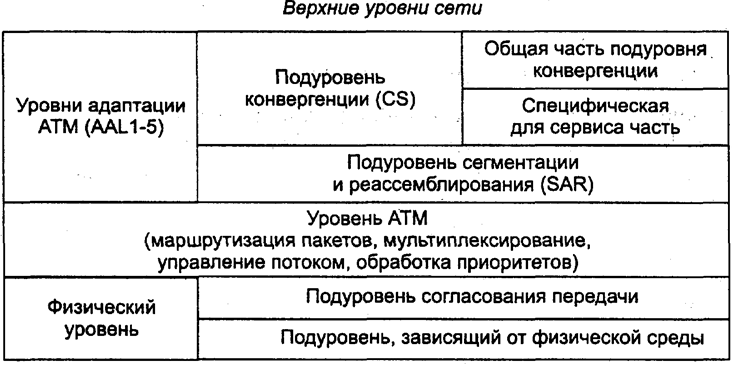 Верхние уровни сети
Уровни адаптации
АТМ (AAL1-5)
Подуровень
конвергенции (CS)
Общая часть подуровня
конвергенции
Специфическая
для сервиса часть
Подуровень сегментации
и реассемблирования (SAR)
Уровень АТМ
(маршрутизация пакетов, мультиплексирование,
управление потоком, обработка приоритетов)
Физический
уровень
Подуровень согласования передачи
Подуровень, зависящий от физической среды